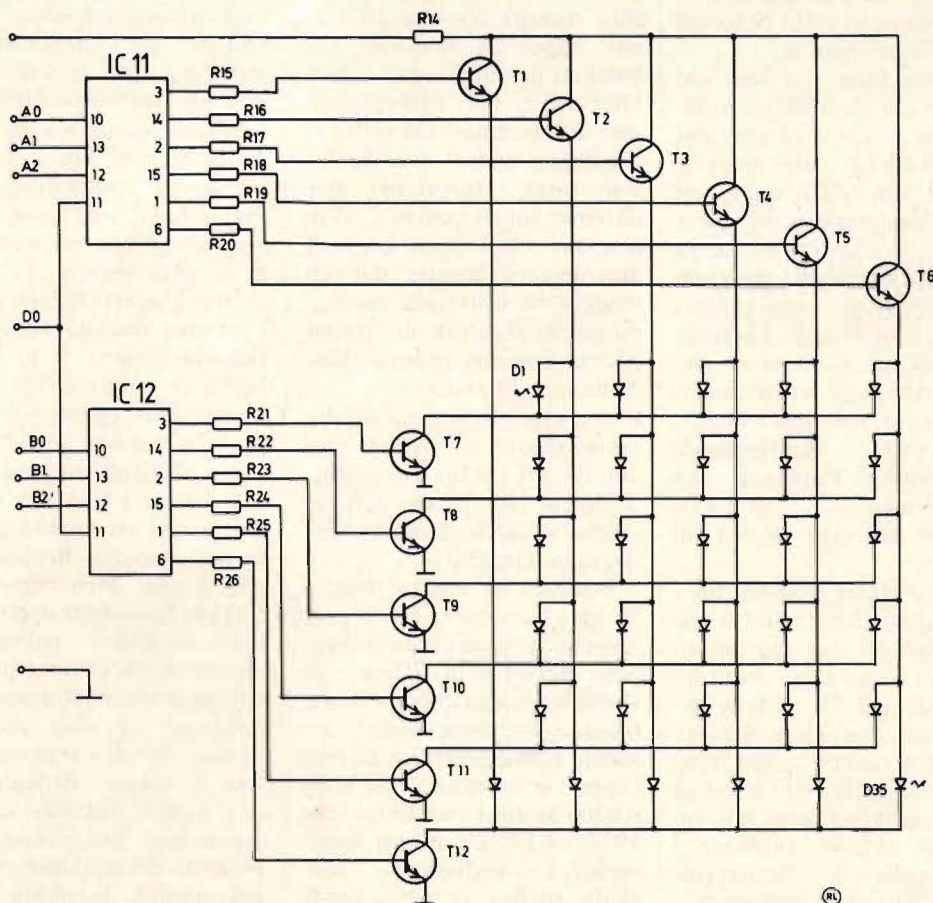 R14
IC 11
A0
A1
A2
10
13
12
11
3
14
2
15
1
6
R15
R16
R17
R18
R19
R20
T1
T2
T3
T4
T5
T6
D0
IC 12
B0
B1
B2'
10
13
12
11
3
14
2
15
1
6
R21
R22
R23
R24
R25
R26
T7
T8
T9
T10
T11
T12
D1
D35
RL